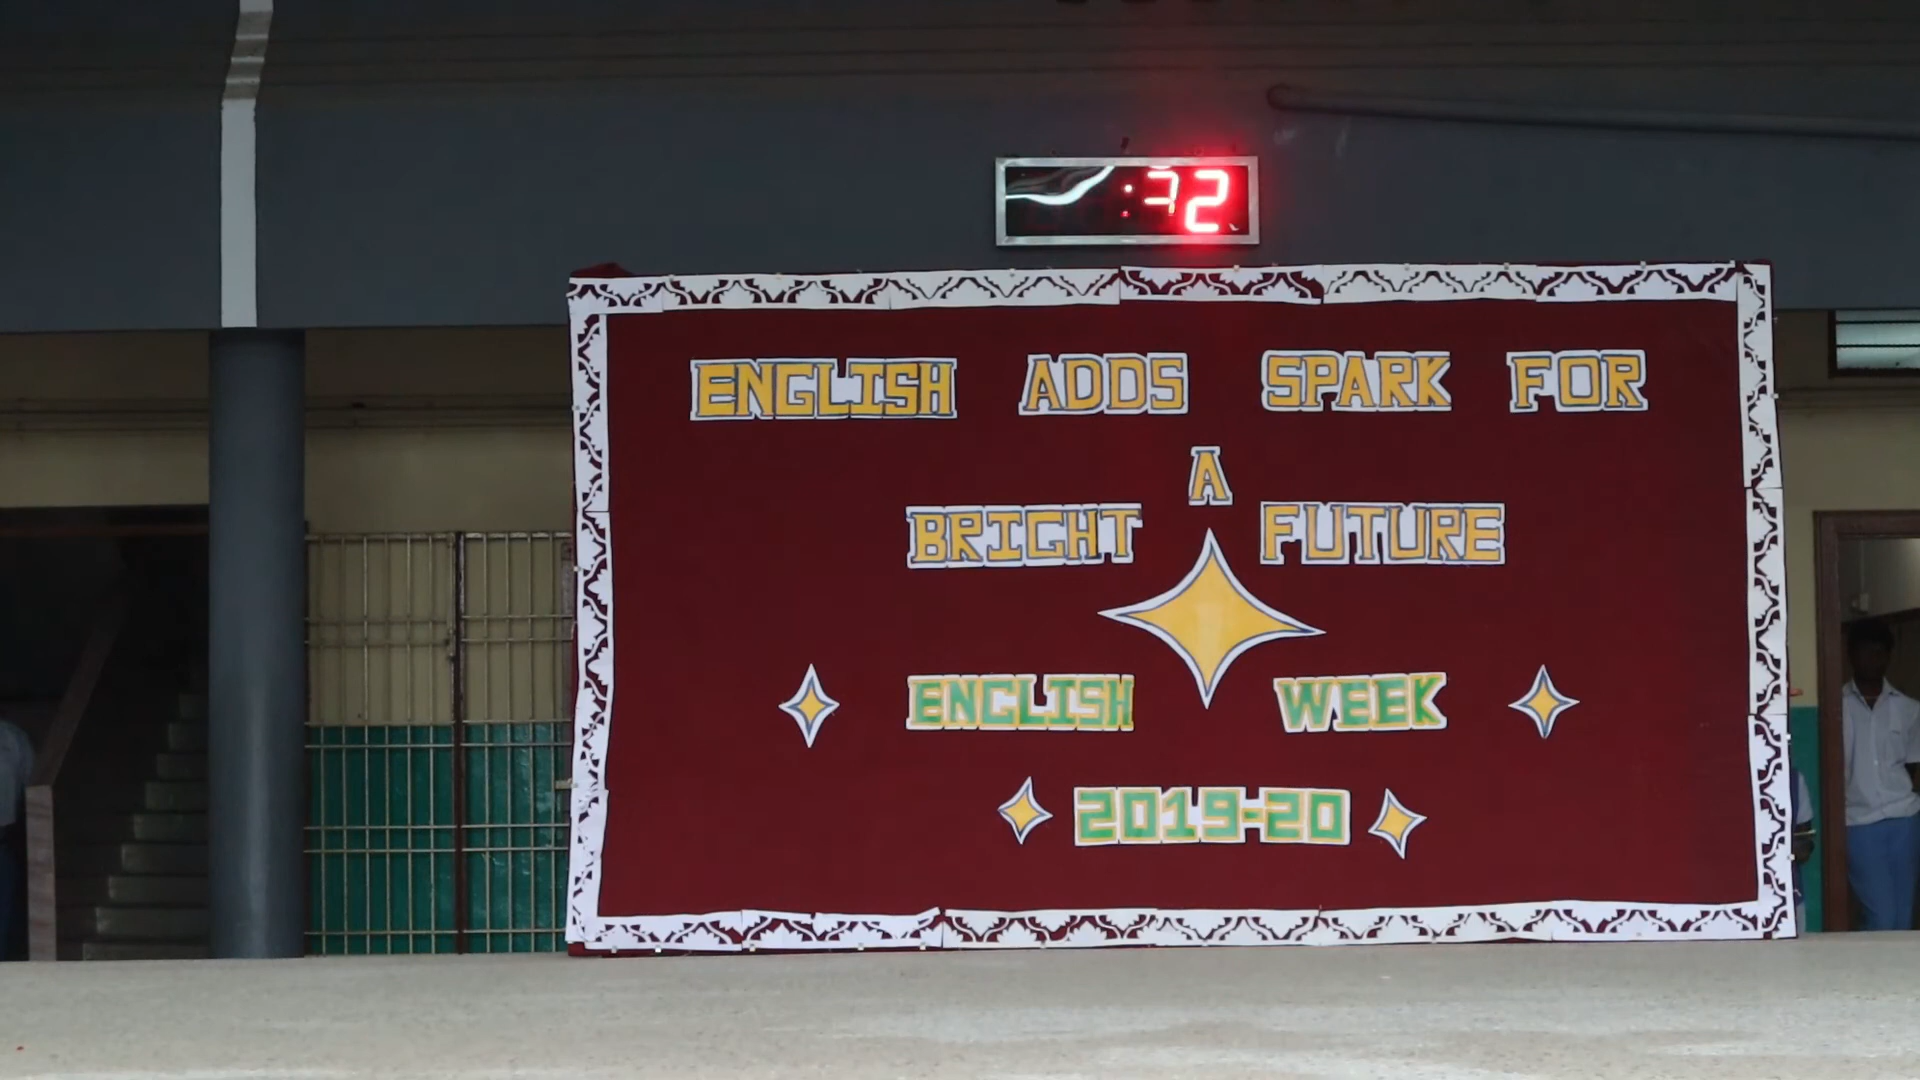 ENGLISH ADDS SPARK FOR
A
BRIGHT FUTURE
ENGLISH WEEK
2019-20